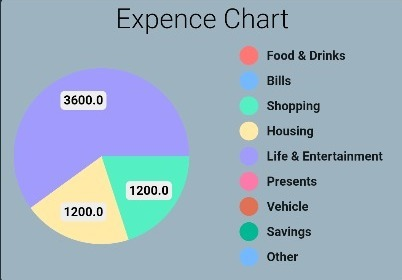 Expence Chart
Food & Drinks
Bills
Shopping
Housing
Life & Entertainment
Presents
Vehicle
Savings
Other
3600.0
1200.0
1200.0